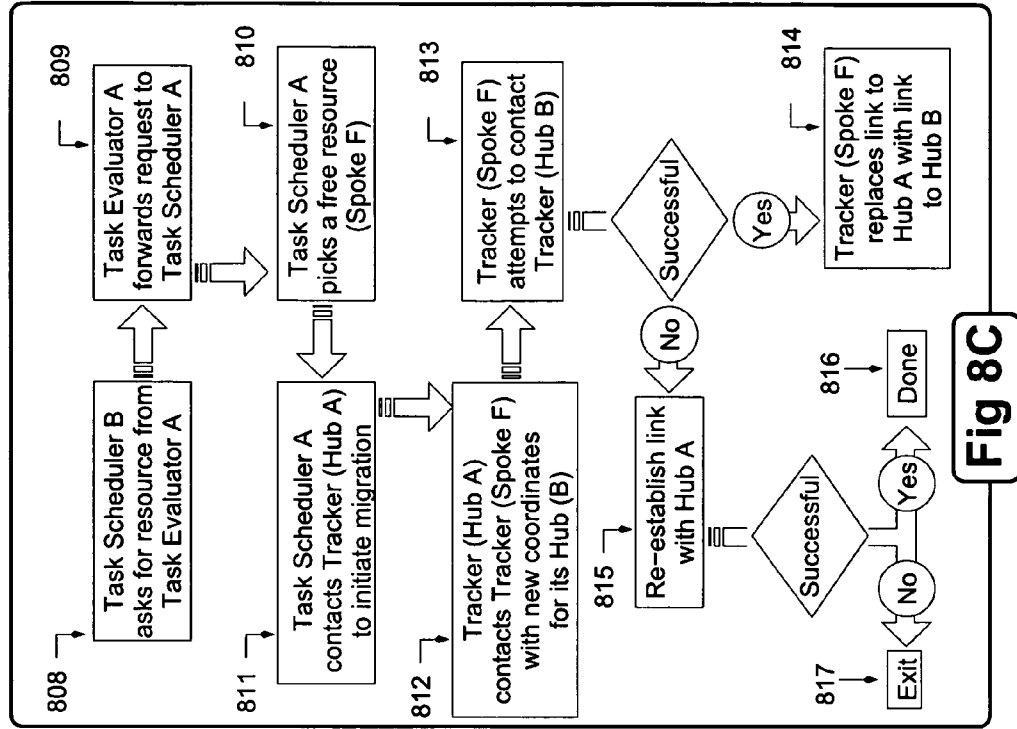 808
Task Scheduler B
asks for resource from
Task Evaluator A
809
Task Evaluator A
forwards request to
Task Scheduler A
810
Task Scheduler A
picks a free resource
(Spoke F)
811
Task Scheduler A
contacts Tracker (Hub A)
to initiate migration
812
Tracker (Hub A)
contacts Tracker (Spoke F)
with new coordinates
for its Hub (B)
813
Tracker (Spoke F)
attempts to contact
Tracker (Hub B)
Successful
Yes
814
Tracker (Spoke F)
replaces link to
Hub A with link
to Hub B
No
815
Re-establish link
with Hub A
Successful
Yes
816
Done
No
817
Exit
Fig 8C